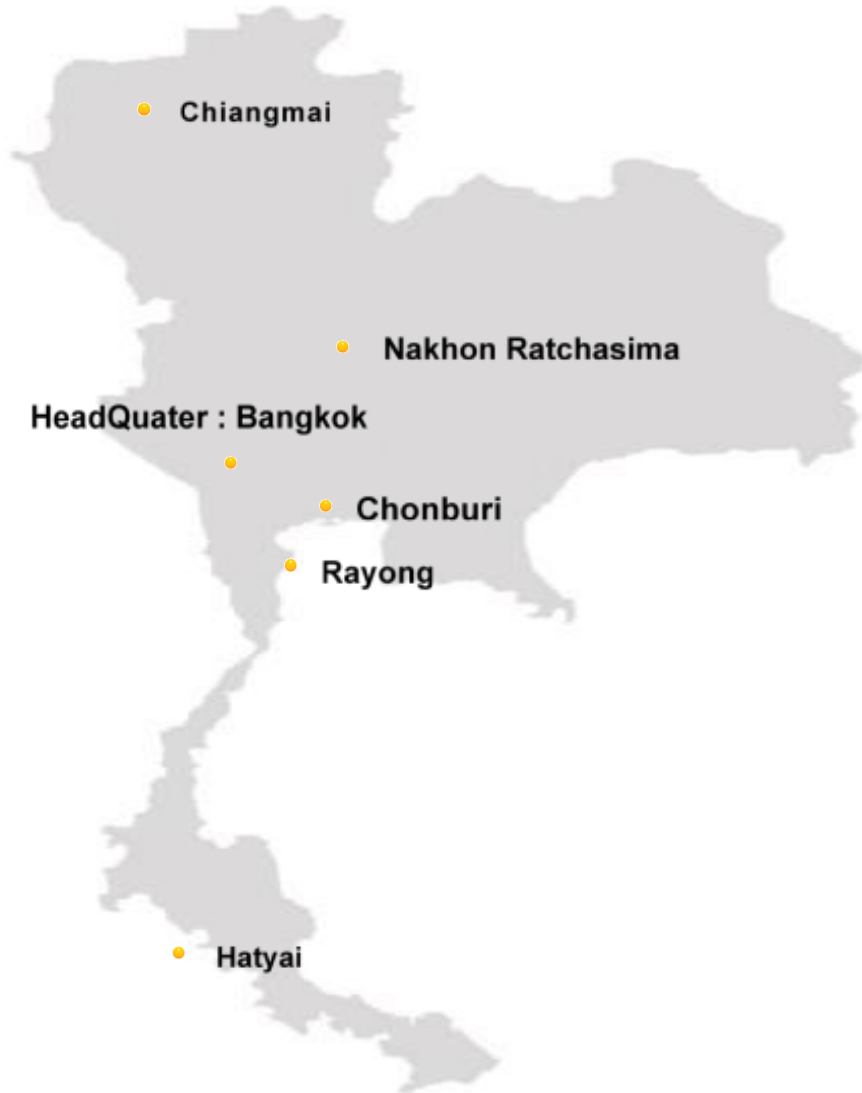 Chiangmai
Nakhon Ratchasima
HeadQuater : Bangkok
Chonburi
Rayong
Hatyai